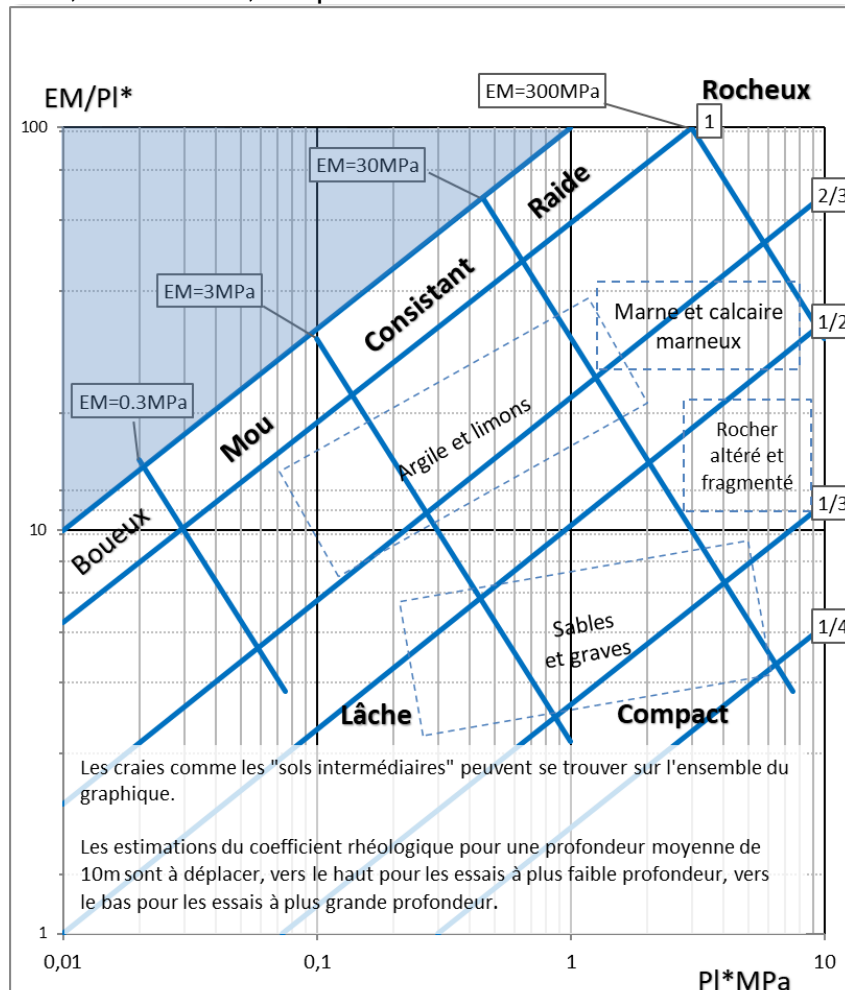 EM/Pl*
EM=300MPa
Rocheux
1
100
EM=30MPa
Raide
2/3
EM=3MPa
Consistant
Marne et calcaire
marneux
1/2
EM=0.3MPa
Mou
Argile et limons
Rocher
altéré et
fragmenté
1/3
10
Boueux
Sables
et graves
1/4
Lâche
Compact
Les craies comme les "sols intermédiaires" peuvent se trouver sur l'ensemble du
graphique.
Les estimations du coefficient rhéologique pour une profondeur moyenne de
10m sont à déplacer, vers le haut pour les essais à plus faible profondeur, vers
le bas pour les essais à plus grande profondeur.
1
0,01
0,1
1
10
Pl*MPa